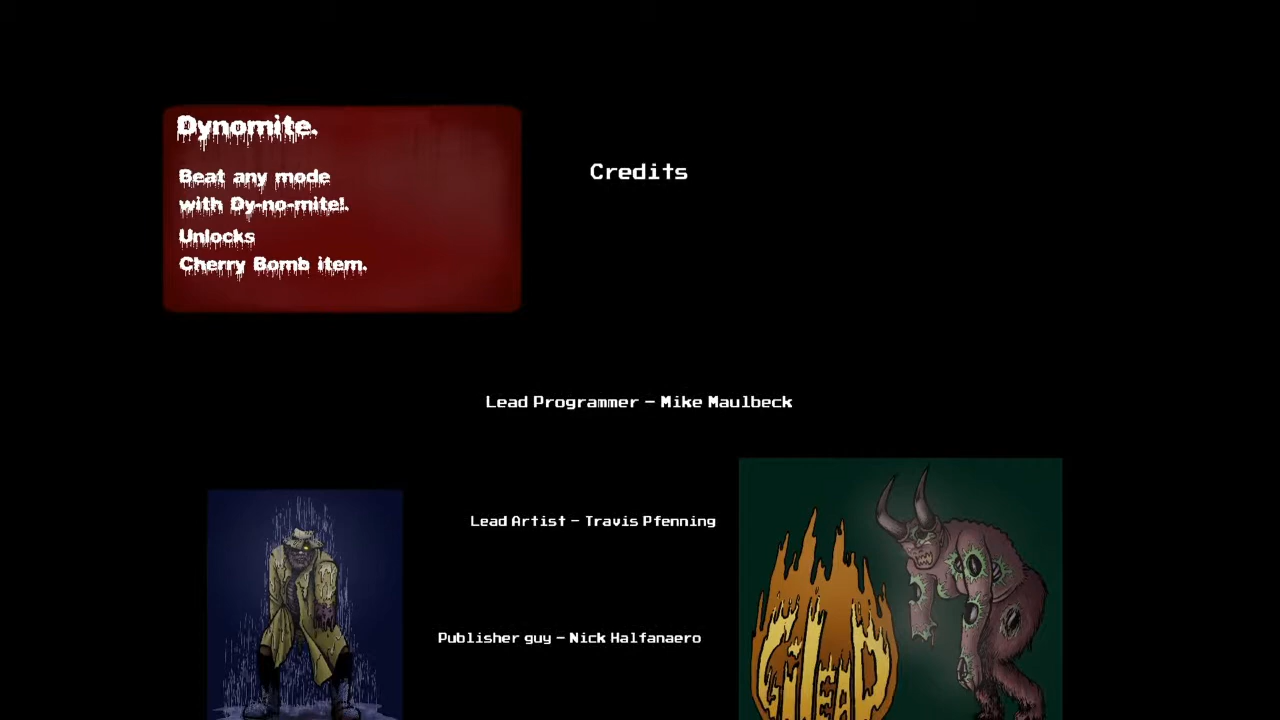 Dynomite.
Beat any mode
with Dy-no-mite!.
Unlocks
Cherry Bomb item.
Credits
Lead Programmer - Mike Maulbeck
Lead Artist - Travis Pfenning
Publisher guy - Nick Halfanaero
GILEAD